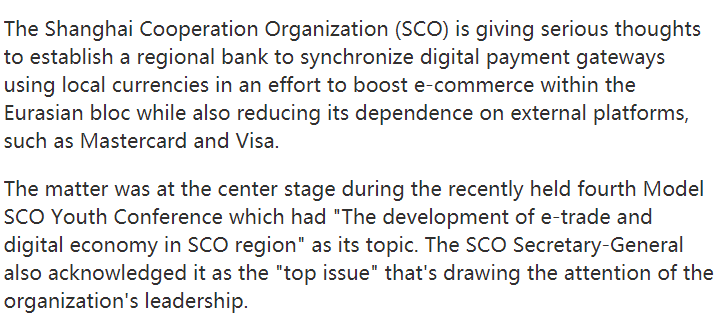 The Shanghai Cooperation Organization (SCO) is giving serious thoughts
to establish a regional bank to synchronize digital payment gateways
using local currencies in an effort to boost e-commerce within the
Eurasian bloc while also reducing its dependence on external platforms,
such as Mastercard and Visa.
The matter was at the center stage during the recently held fourth Model
SCO Youth Conference which had "The development of e-trade and
digital economy in SCO region" as its topic. The SCO Secretary-General
also acknowledged it as the "top issue" that's drawing the attention of the
organization's leadership.